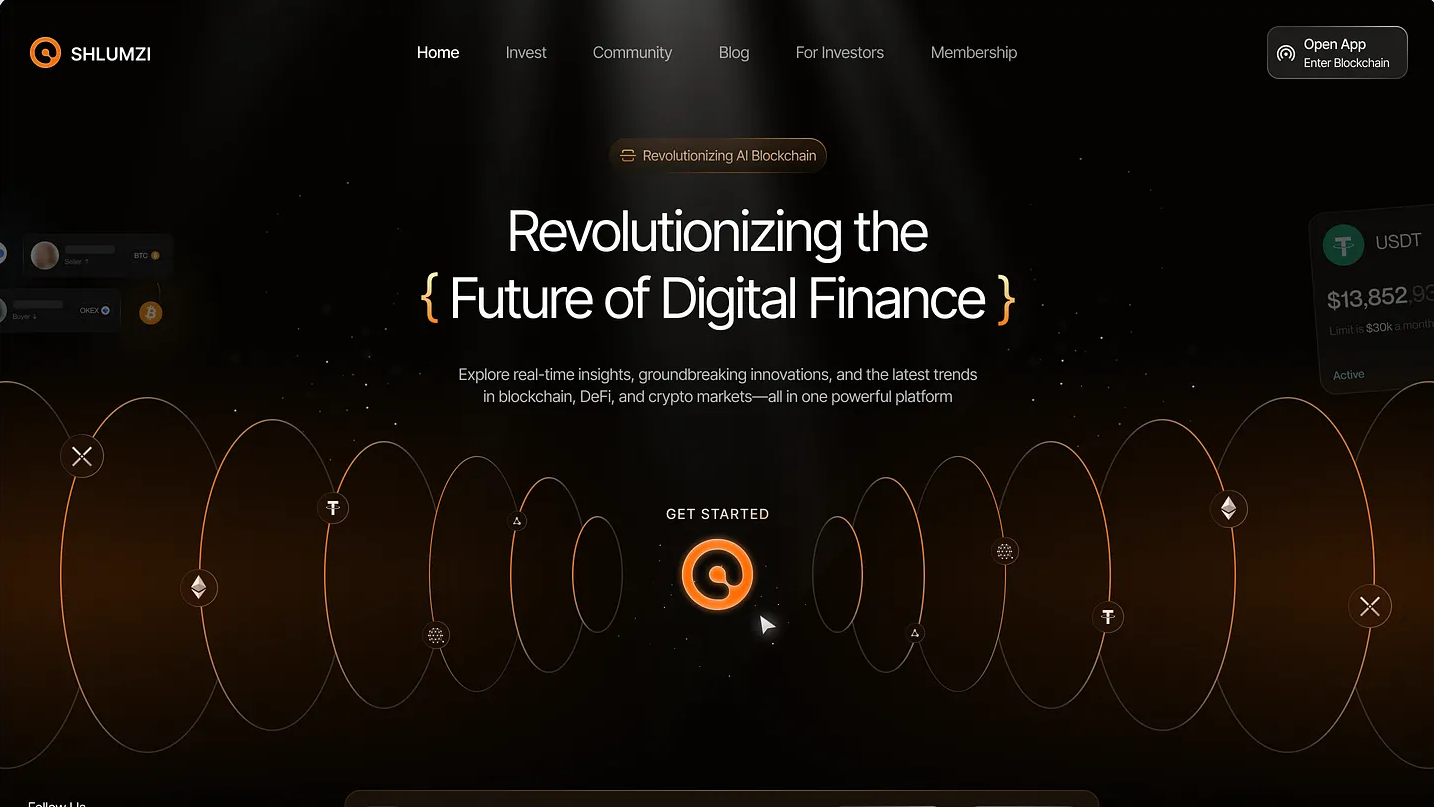 SHLUMZI
Home
Invest
Community
Blog
For Investors
Membership
Open App
Enter Blockchain
Revolutionizing AI Blockchain
Revolutionizing the
{ Future of Digital Finance }
Explore real-time insights, groundbreaking innovations, and the latest trends
in blockchain, DeFi, and crypto markets—all in one powerful platform
Seller ↑
BTC
Buyer ↓
OKEX
USDT
$13,852.93
Limit is $30k a month
Active
GET STARTED
Follow Us